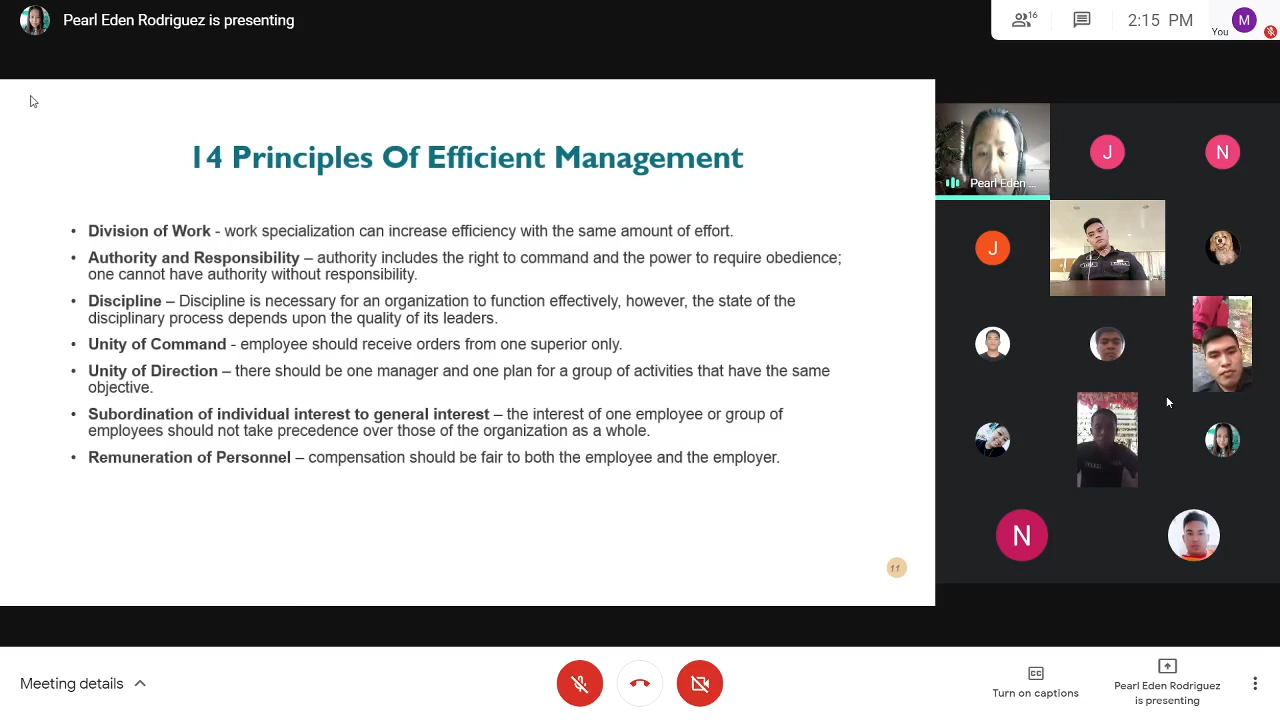 Pearl Eden Rodriguez is presenting
16
2:15 PM
You
M
14 Principles Of Efficient Management
• Division of Work - work specialization can increase efficiency with the same amount of effort.
• Authority and Responsibility – authority includes the right to command and the power to require obedience;
one cannot have authority without responsibility.
• Discipline – Discipline is necessary for an organization to function effectively, however, the state of the
disciplinary process depends upon the quality of its leaders.
• Unity of Command - employee should receive orders from one superior only.
• Unity of Direction – there should be one manager and one plan for a group of activities that have the same
objective.
• Subordination of individual interest to general interest – the interest of one employee or group of
employees should not take precedence over those of the organization as a whole.
• Remuneration of Personnel – compensation should be fair to both the employee and the employer.
11
Pearl Eden ...
J
N
J
N
Meeting details
CC
Turn on captions
Pearl Eden Rodriguez
is presenting